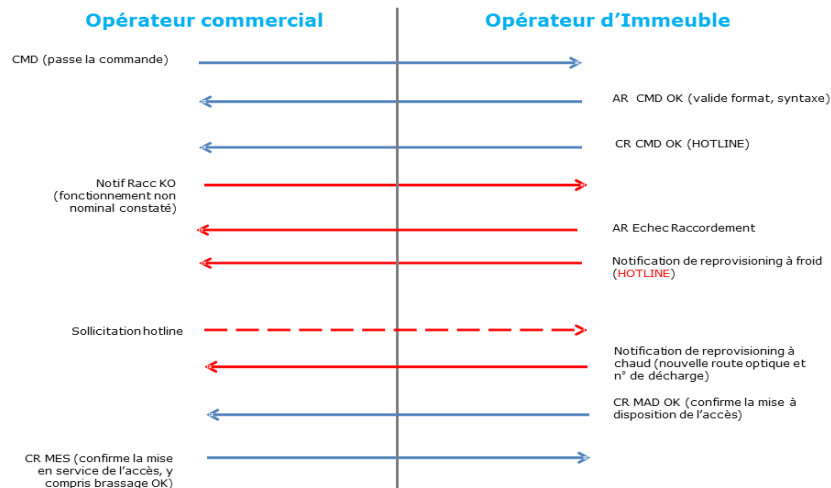 Opérateur commercial
Opérateur d'Immeuble
CMD (passe la commande)
AR CMD OK (valide format, syntaxe)
CR CMD OK (HOTLINE)
Notif Racc KO
(fonctionnement non
nominal constaté)
AR Echec Raccordement
Notification de reprovisioning à froid
(HOTLINE)
Sollicitation hotline
Notification de reprovisioning à
chaud (nouvelle route optique et
n° de décharge)
CR MAD OK (confirme la mise à
disposition de l'accès)
CR MES (confirme la mise
en service de l'accès, y
compris brassage OK)